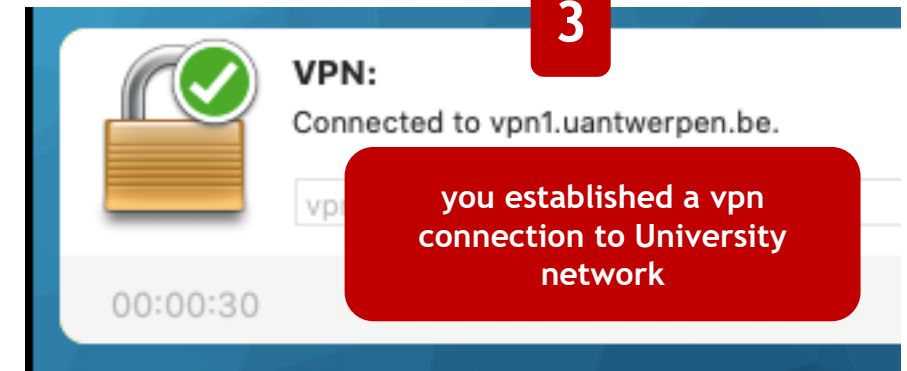 3
VPN:
Connected to vpn1.uantwerpen.be.
you established a vpn
connection to University
network
00:00:30